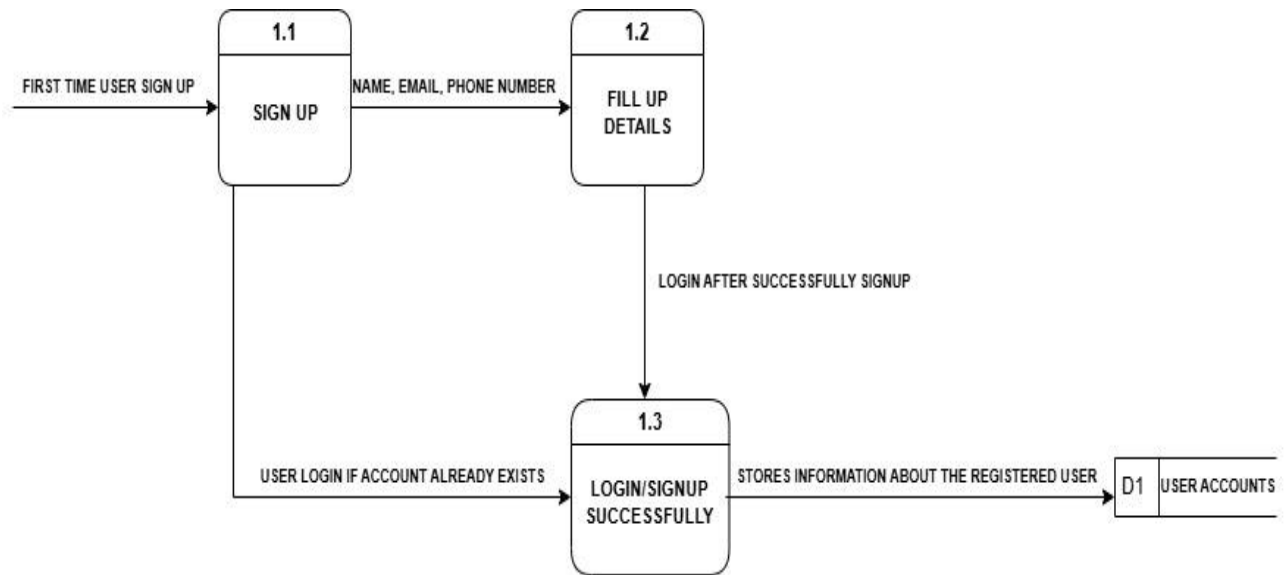 1.1
1.2
FIRST TIME USER SIGN UP
NAME, EMAIL, PHONE NUMBER
SIGN UP
FILL UP
DETAILS
LOGIN AFTER SUCCESSFULLY SIGNUP
1.3
USER LOGIN IF ACCOUNT ALREADY EXISTS
LOGIN/SIGNUP
SUCCESSFULLY
STORES INFORMATION ABOUT THE REGISTERED USER
D1
USER ACCOUNTS